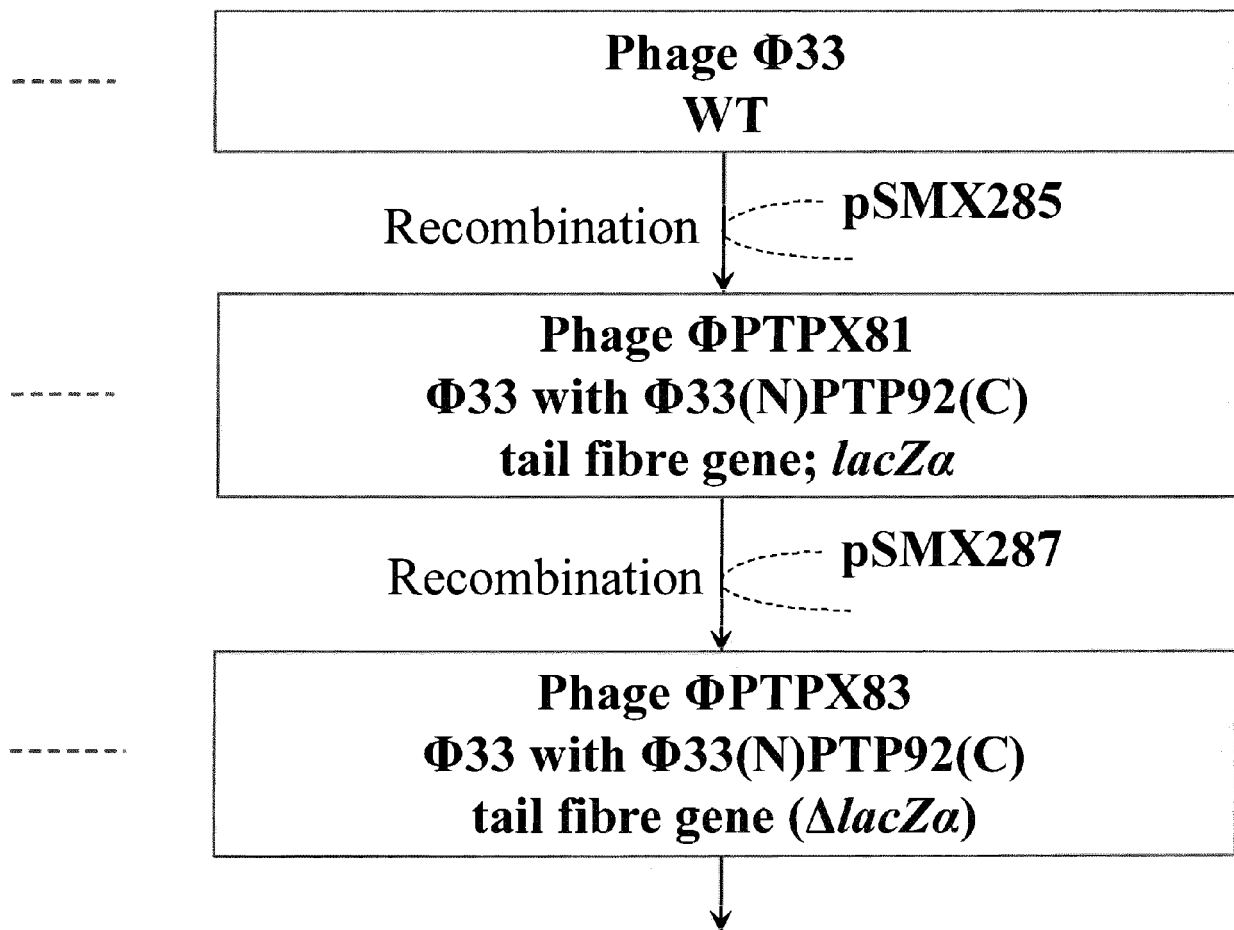 Phage Φ33
WT
Recombination
pSMX285
Phage ΦPTPX81
Φ33 with Φ33(N)PTP92(C)
tail fibre gene; lacZα
Recombination
pSMX287
Phage ΦPTPX83
Φ33 with Φ33(N)PTP92(C)
tail fibre gene (ΔlacZα)